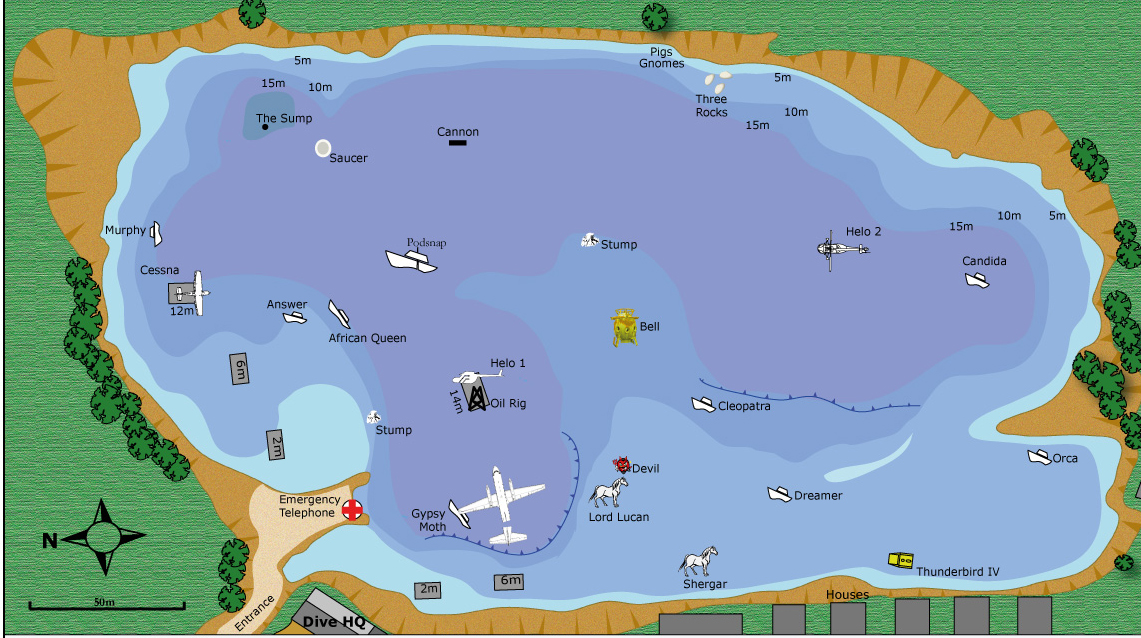 5m
15m
10m
The Sump
Saucer
Cannon
Pigs
Gnomes
Three
Rocks
5m
10m
15m
Murphy
Cessna
12m
Podsnap
Stump
Helo 2
15m
10m
5m
Candida
Answer
African Queen
Bell
6m
Helo 1
14m
Oil Rig
Cleopatra
Stump
2m
Devil
Lord Lucan
Dreamer
Orca
Emergency
Telephone
Gypsy
Moth
N
50m
Entrance
Dive HQ
2m
6m
Shergar
Thunderbird IV
Houses